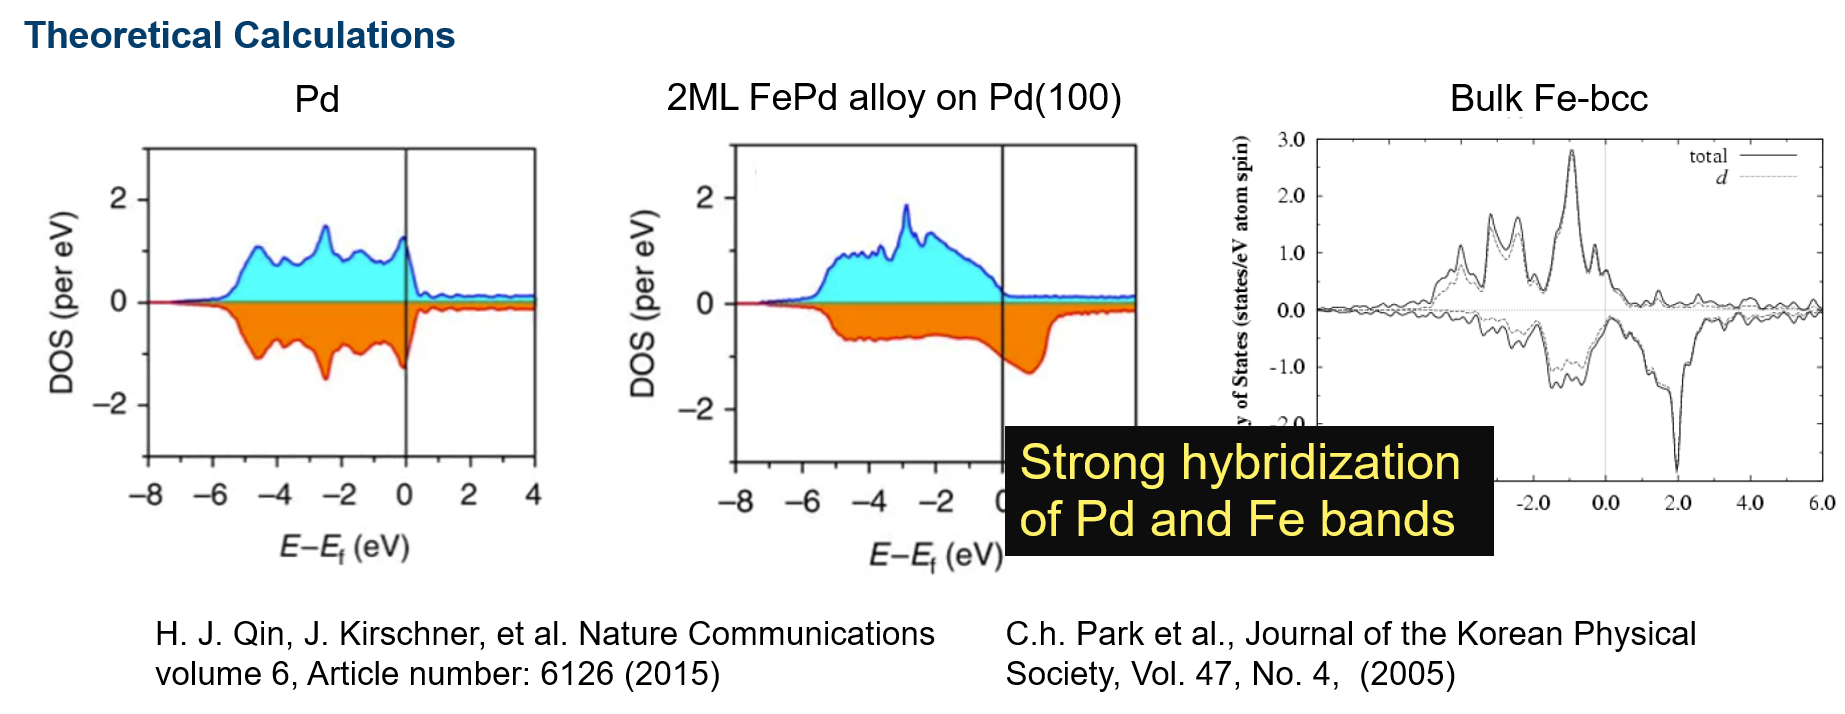 Theoretical Calculations
Pd
2ML FePd alloy on Pd(100)
Bulk Fe-bcc
DOS (per eV)
2
0
−2
−8 −6 −4 −2 0 2 4
E−Ef (eV)
DOS (per eV)
2
0
−2
−8 −6 −4 −2
E−Ef (eV)
y of States (states/eV atom spin)
3.0
2.0
1.0
0.0
-1.0
-2.0
total
d
-2.0 0.0 2.0 4.0 6.0
Strong hybridization
of Pd and Fe bands
H. J. Qin, J. Kirschner, et al. Nature Communications
volume 6, Article number: 6126 (2015)
C.h. Park et al., Journal of the Korean Physical
Society, Vol. 47, No. 4, (2005)